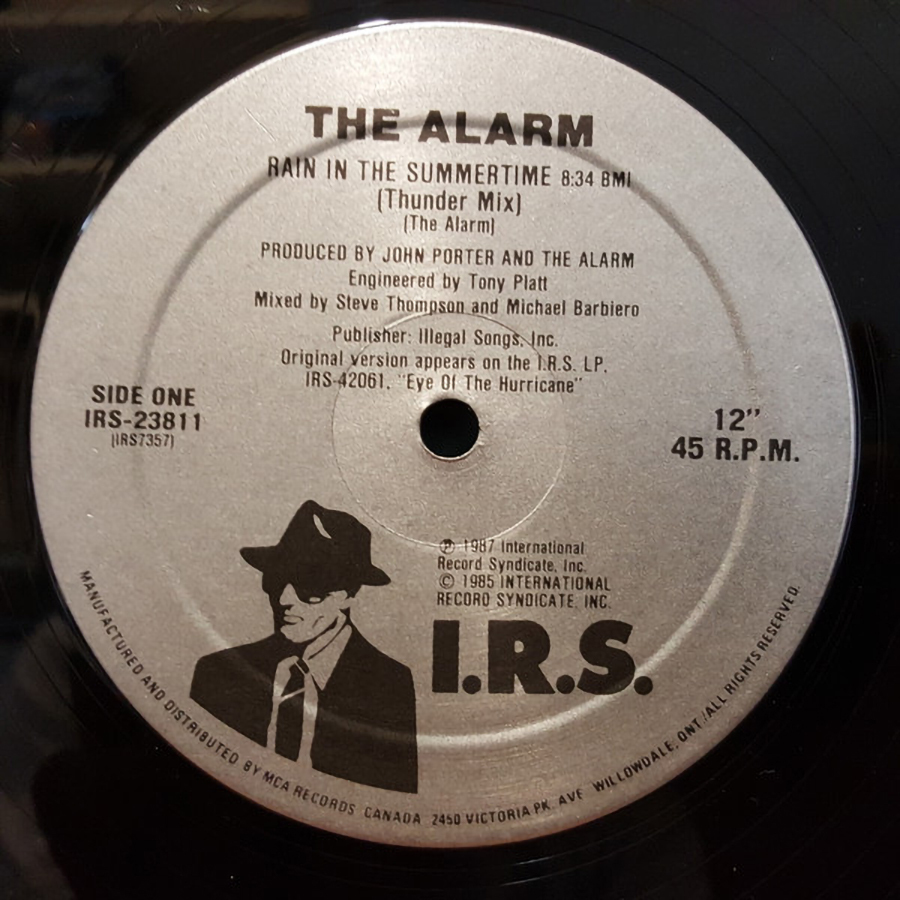 THE ALARM
RAIN IN THE SUMMERTIME 8:34 BMI
(Thunder Mix)
(The Alarm)
PRODUCED BY JOHN PORTER AND THE ALARM
Engineered by Tony Platt
Mixed by Steve Thompson and Michael Barbiero
Publisher: Illegal Songs, Inc.
Original version appears on the I.R.S. LP,
IRS-42061, "Eye Of The Hurricane"
SIDE ONE
IRS-23811
(IRS7357)
12"
45 R.P.M.
℗ 1987 International
Record Syndicate, Inc.
© 1985 INTERNATIONAL
RECORD SYNDICATE, INC.
I.R.S.
MANUFACTURED AND DISTRIBUTED BY MCA RECORDS CANADA 2450 VICTORIA PK. AVE WILLOWDALE, ONT./ALL RIGHTS RESERVED.